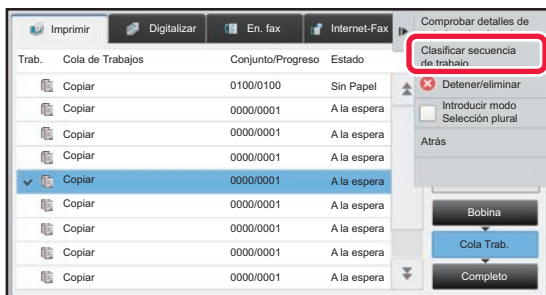 Imprimir Digitalizar En. fax Internet-Fax
Comprobar detalles de
Clasificar secuencia
de trabajo
Detener/eliminar
Introducir modo
Selección plural
Atrás
Trab. Cola de Trabajos Conjunto/Progreso Estado
Copiar 0100/0100 Sin Papel
Copiar 0000/0001 A la espera
Copiar 0000/0001 A la espera
Copiar 0000/0001 A la espera
Copiar 0000/0001 A la espera
Copiar 0000/0001 A la espera
Copiar 0000/0001 A la espera
Copiar 0000/0001 A la espera
Copiar 0000/0001 A la espera
Bobina
Cola Trab.
Completo